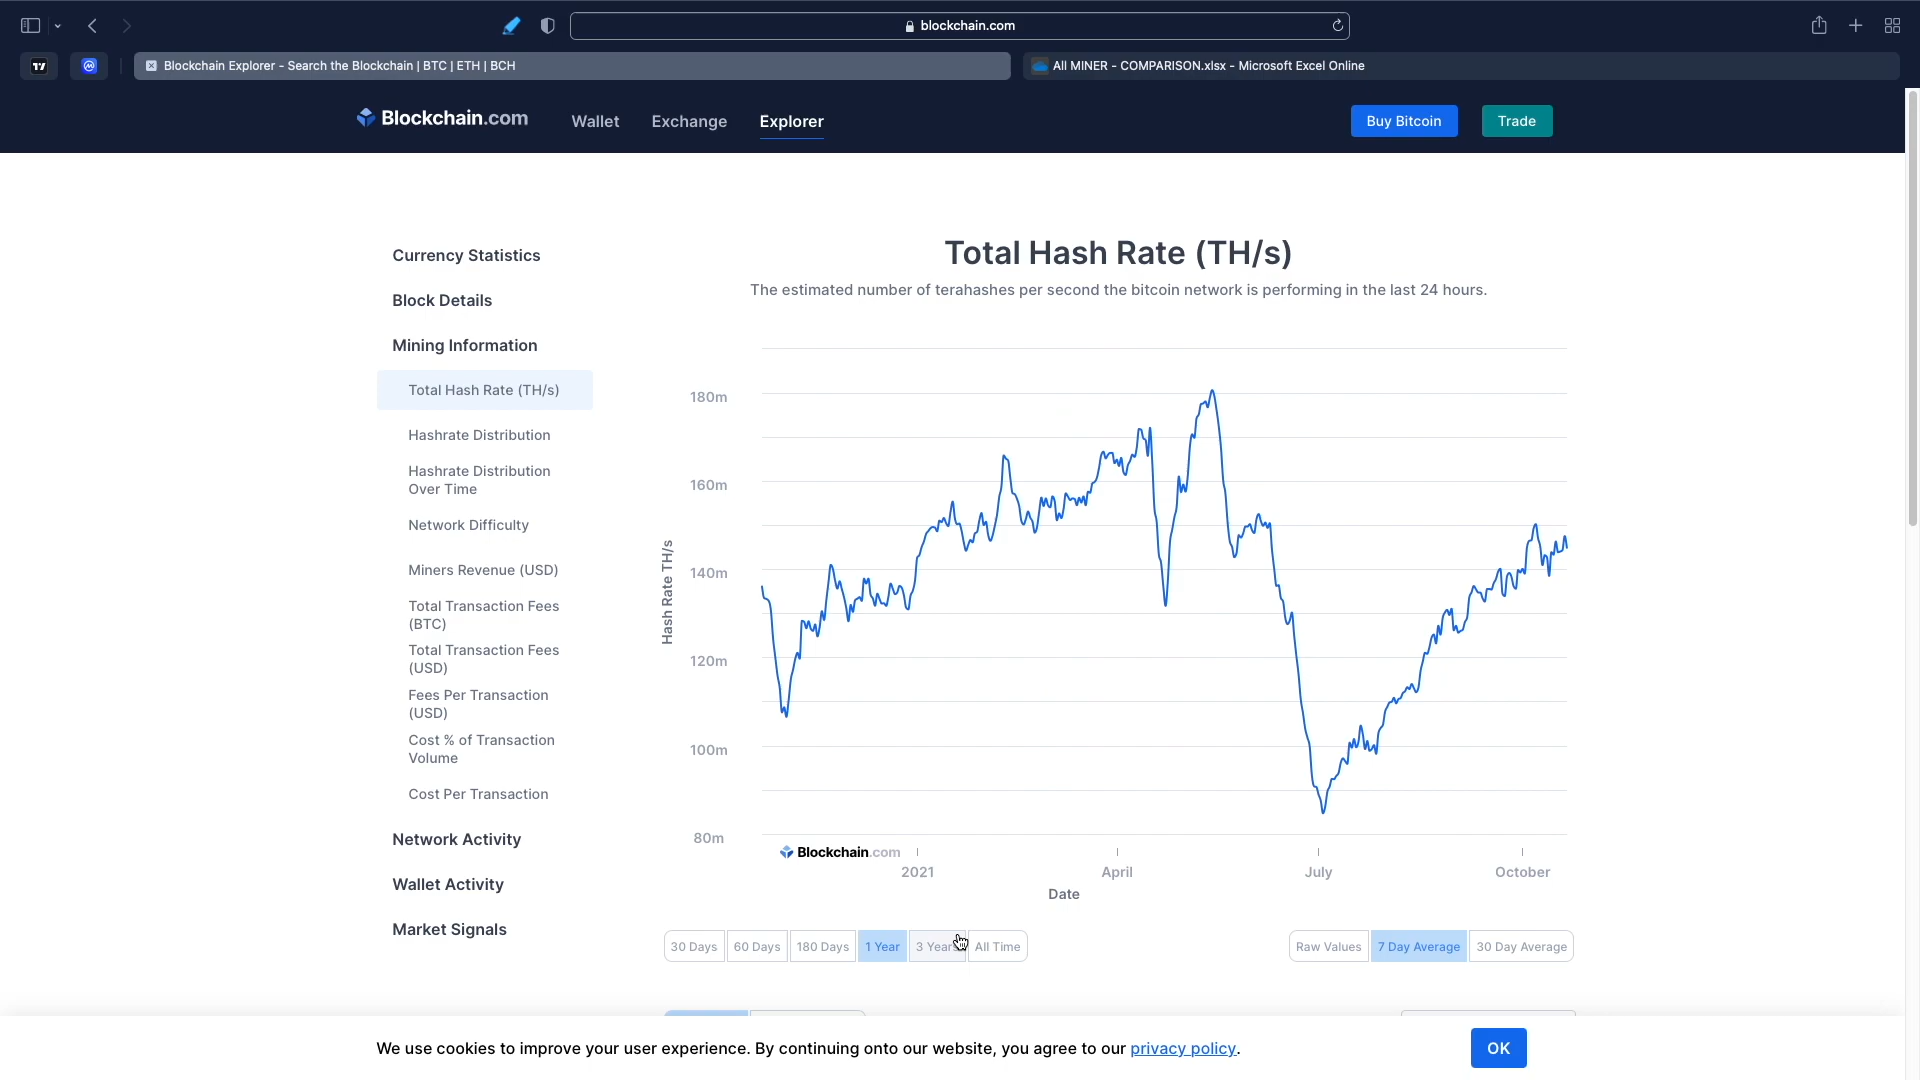 blockchain.com
Blockchain Explorer - Search the Blockchain | BTC | ETH | BCH
All MINER - COMPARISON.xlsx - Microsoft Excel Online
Blockchain.com
Wallet
Exchange
Explorer
Buy Bitcoin
Trade
Currency Statistics
Block Details
Mining Information
Total Hash Rate (TH/s)
Hashrate Distribution
Hashrate Distribution
Over Time
Network Difficulty
Miners Revenue (USD)
Total Transaction Fees
(BTC)
Total Transaction Fees
(USD)
Fees Per Transaction
(USD)
Cost % of Transaction
Volume
Cost Per Transaction
Network Activity
Wallet Activity
Market Signals
Total Hash Rate (TH/s)
The estimated number of terahashes per second the bitcoin network is performing in the last 24 hours.
Hash Rate TH/s
180m
160m
140m
120m
100m
80m
Blockchain.com
2021
April
July
October
Date
30 Days
60 Days
180 Days
1 Year
3 Year
All Time
Raw Values
7 Day Average
30 Day Average
We use cookies to improve your user experience. By continuing onto our website, you agree to our privacy policy.
OK